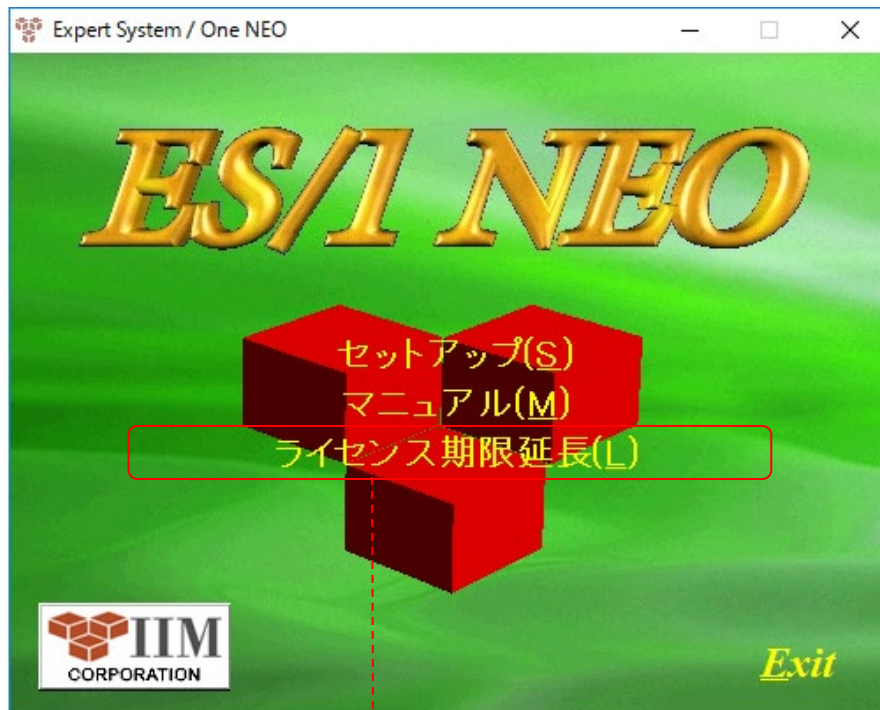 Expert System / One NEO
ES/1 NEO
セットアップ(S)
マニュアル(M)
ライセンス期限延長(L)
IIM
CORPORATION
Exit